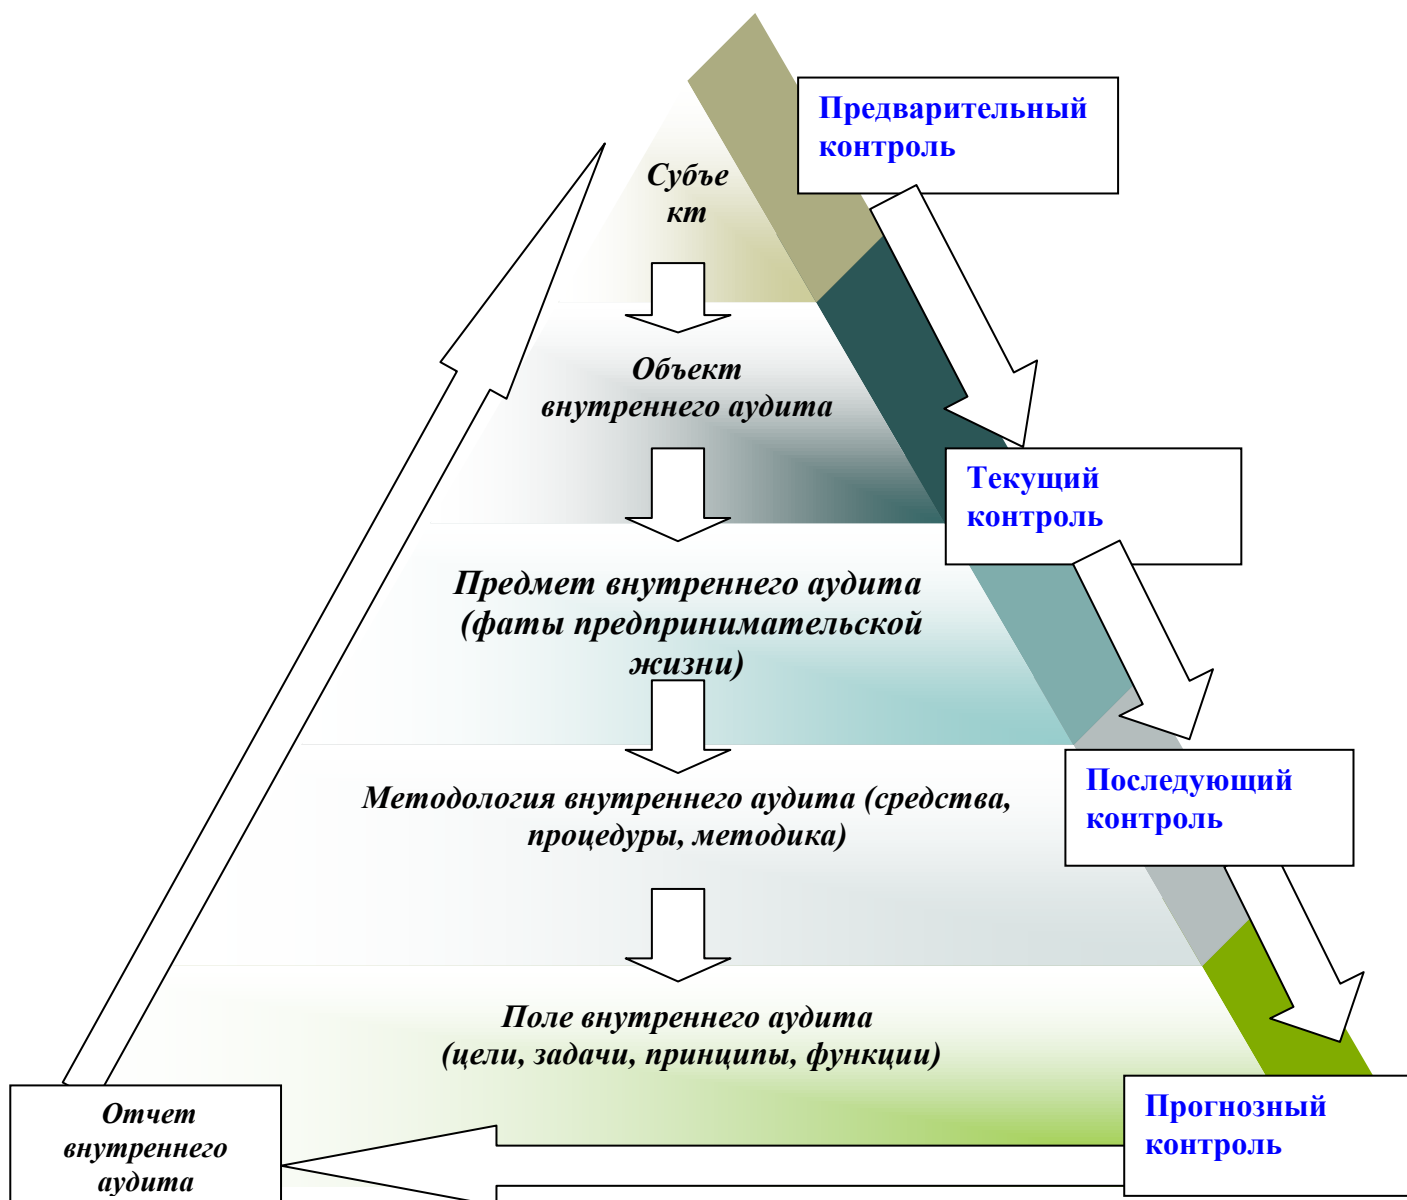 Предварительный
контроль
Субъе
кт
Объект
внутреннего аудита
Текущий
контроль
Предмет внутреннего аудита
(фаты предпринимательской
жизни)
Последующий
контроль
Методология внутреннего аудита (средства,
процедуры, методика)
Поле внутреннего аудита
(цели, задачи, принципы, функции)
Прогнозный
контроль
Отчет
внутреннего
аудита